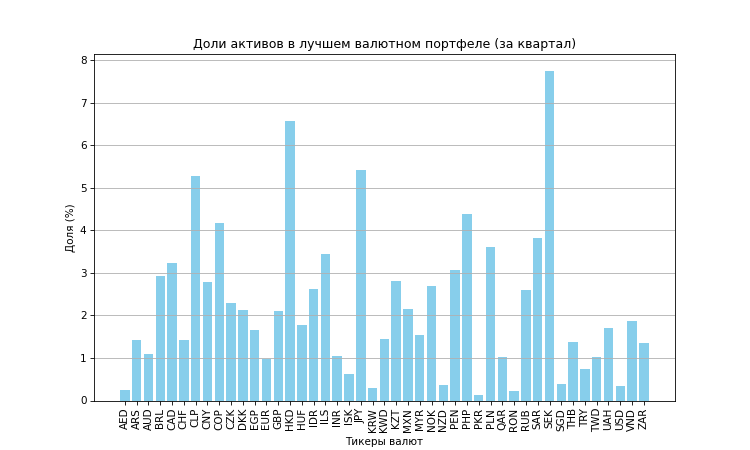 Доли активов в лучшем валютном портфеле (за квартал)
Доля (%)
8
7
6
5
4
3
2
1
0
AED ARS AUD BRL CAD CHF CLP CNY COP CZK DKK EGP EUR GBP HKD HUF IDR ILS INR ISK JPY KRW KWD KZT MXN MYR NOK NZD PEN PHP PKR PLN QAR RON RUB SAR SEK SGD THB TRY TWD UAH USD VND ZAR
Тикеры валют